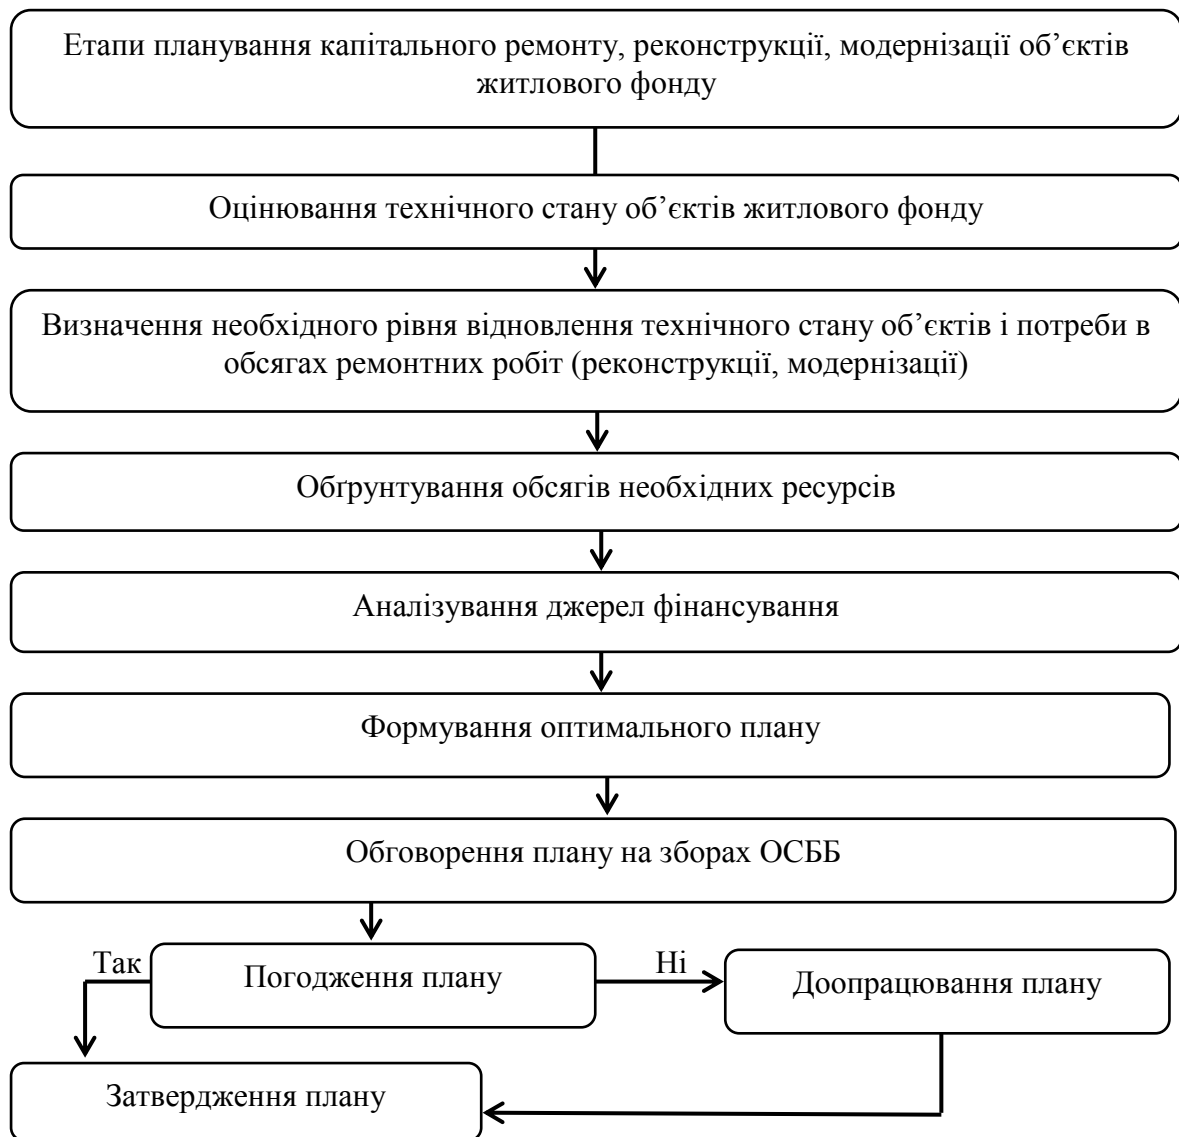 Етапи планування капітального ремонту, реконструкції, модернізації об’єктів
житлового фонду
Оцінювання технічного стану об’єктів житлового фонду
Визначення необхідного рівня відновлення технічного стану об’єктів і потреби в
обсягах ремонтних робіт (реконструкції, модернізації)
Обґрунтування обсягів необхідних ресурсів
Аналізування джерел фінансування
Формування оптимального плану
Обговорення плану на зборах ОСББ
Так
Погодження плану
Ні
Доопрацювання плану
Затвердження плану